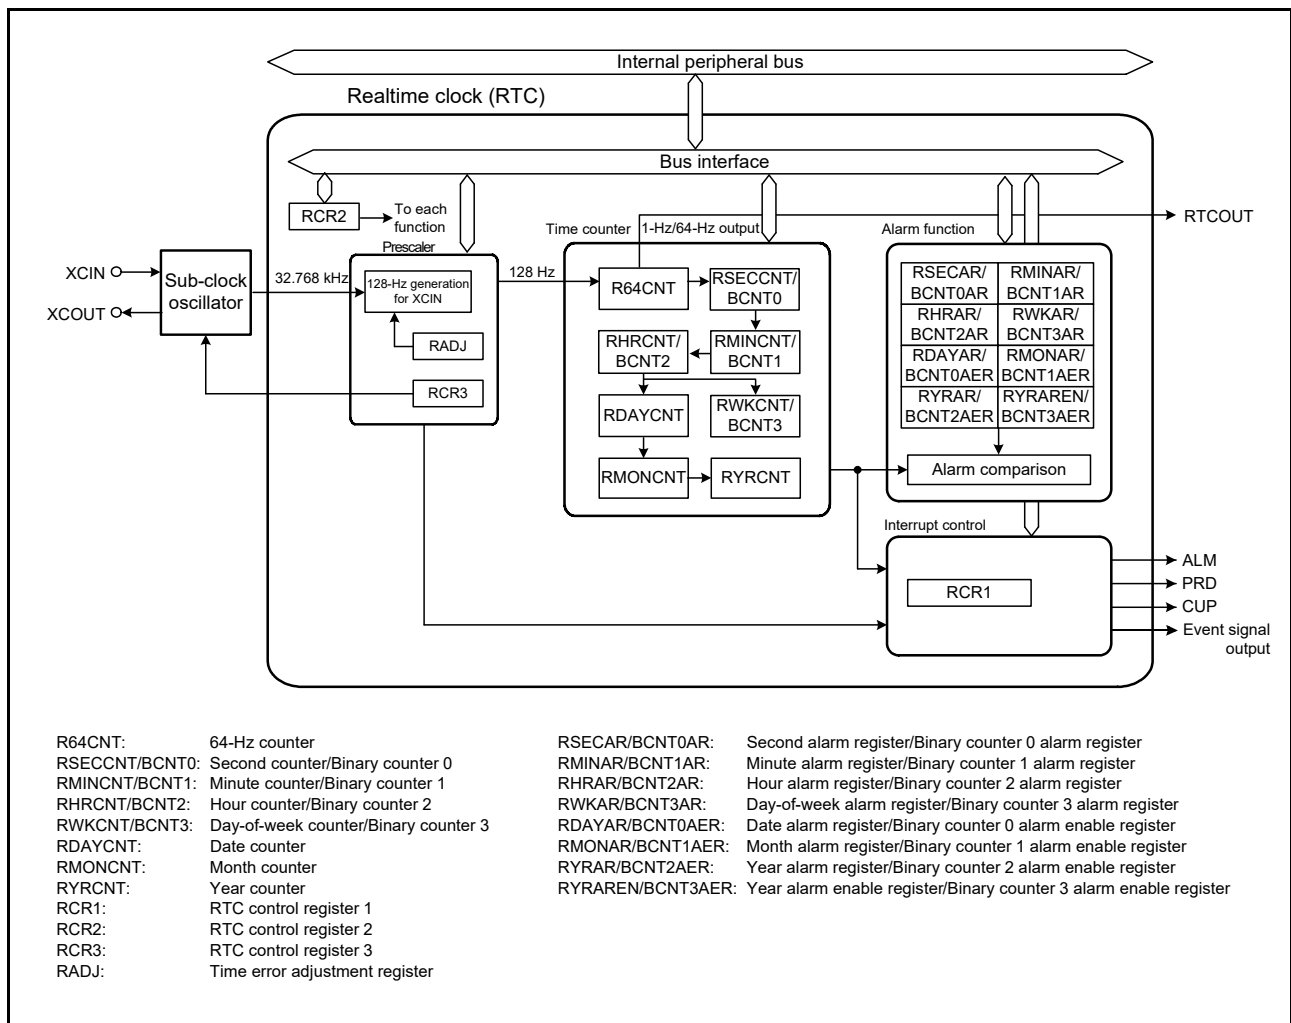 Internal peripheral bus
Realtime clock (RTC)
Bus interface
RCR2
To each
function
Prescaler
Time counter
1-Hz/64-Hz output
Alarm function
RTCOUT
XCIN
XCOUT
Sub-clock
oscillator
32.768 kHz
128-Hz generation
for XCIN
RADJ
RCR3
128 Hz
R64CNT
RSECCNT/
BCNT0
RHRCNT/
BCNT2
RMINCNT/
BCNT1
RDAYCNT
RWKCNT/
BCNT3
RMONCNT
RYRCNT
RSECAR/
BCNT0AR
RMINAR/
BCNT1AR
RHRAR/
BCNT2AR
RWKAR/
BCNT3AR
RDAYAR/
BCNT0AER
RMONAR/
BCNT1AER
RYRAR/
BCNT2AER
RYRAREN/
BCNT3AER
Alarm comparison
Interrupt control
RCR1
ALM
PRD
CUP
Event signal
output
R64CNT: 64-Hz counter
RSECCNT/BCNT0: Second counter/Binary counter 0
RMINCNT/BCNT1: Minute counter/Binary counter 1
RHRCNT/BCNT2: Hour counter/Binary counter 2
RWKCNT/BCNT3: Day-of-week counter/Binary counter 3
RDAYCNT: Date counter
RMONCNT: Month counter
RYRCNT: Year counter
RCR1: RTC control register 1
RCR2: RTC control register 2
RCR3: RTC control register 3
RADJ: Time error adjustment register
RSECAR/BCNT0AR: Second alarm register/Binary counter 0 alarm register
RMINAR/BCNT1AR: Minute alarm register/Binary counter 1 alarm register
RHRAR/BCNT2AR: Hour alarm register/Binary counter 2 alarm register
RWKAR/BCNT3AR: Day-of-week alarm register/Binary counter 3 alarm register
RDAYAR/BCNT0AER: Date alarm register/Binary counter 0 alarm enable register
RMONAR/BCNT1AER: Month alarm register/Binary counter 1 alarm enable register
RYRAR/BCNT2AER: Year alarm register/Binary counter 2 alarm enable register
RYRAREN/BCNT3AER: Year alarm enable register/Binary counter 3 alarm enable register